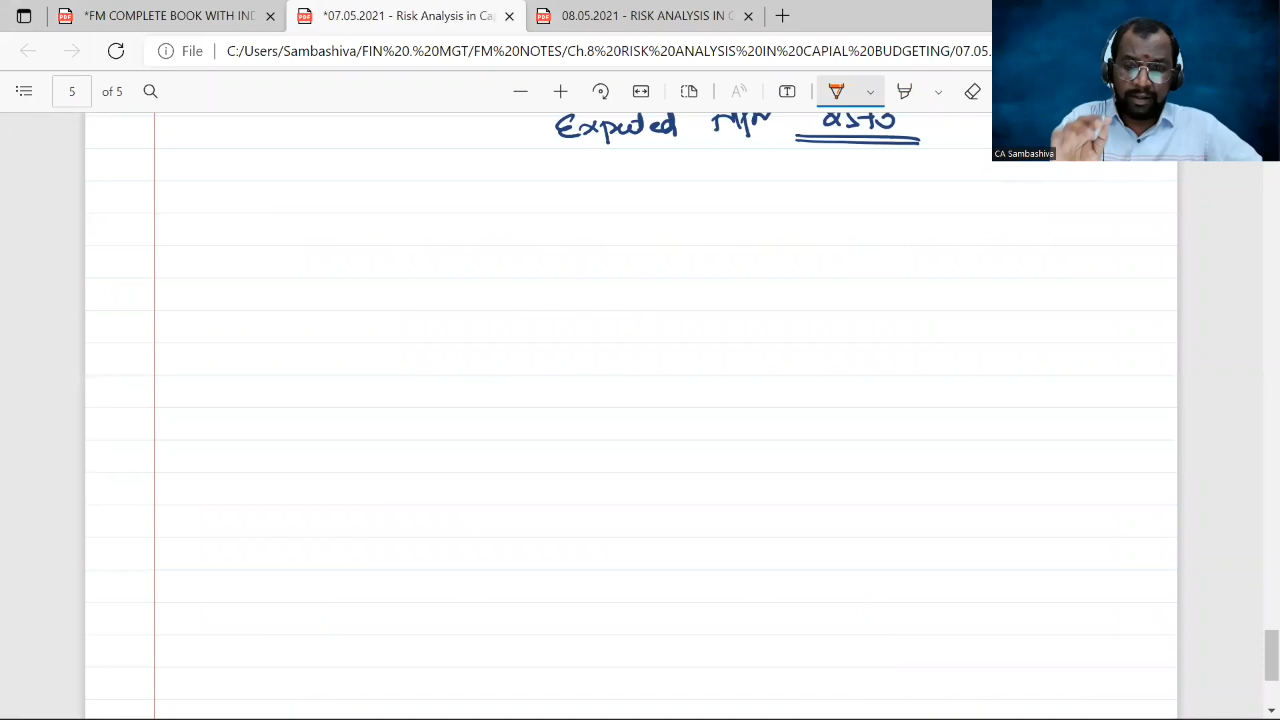 *FM COMPLETE BOOK WITH IND
*07.05.2021 - Risk Analysis in Cap
08.05.2021 - RISK ANALYSIS IN C
File
C:/Users/Sambashiva/FIN%20.%20MGT/FM%20NOTES/Ch.8%20RISK%20ANALYSIS%20IN%20CAPIAL%20BUDGETING/07.05.
5 of 5
Expected
CA Sambashiva